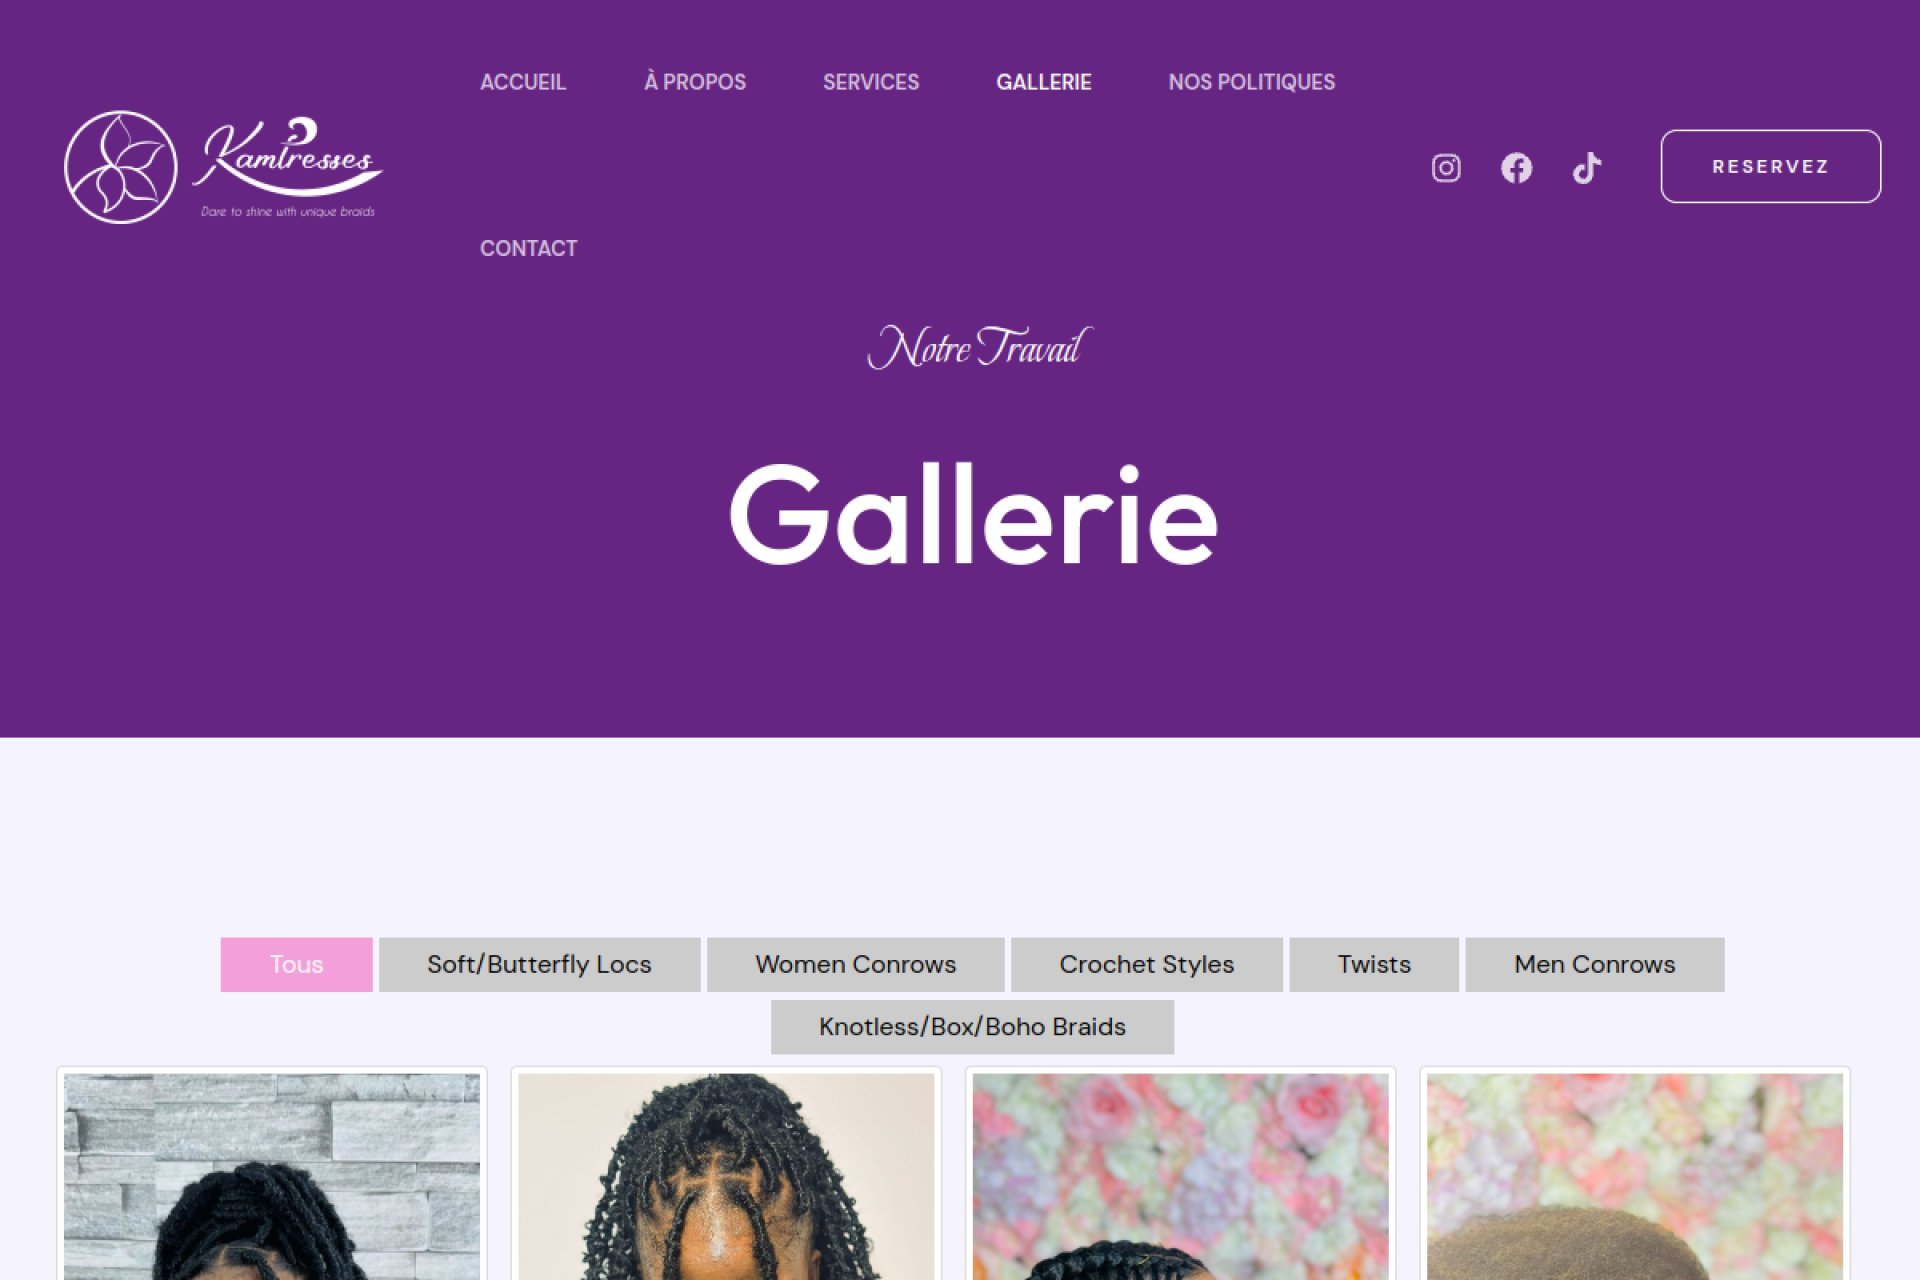 ACCUEIL À PROPOS SERVICES GALLERIE NOS POLITIQUES
Kamtresses
Dare to shine with unique braids
RESERVEZ
CONTACT
Notre Travail
Gallerie
Tous Soft/Butterfly Locs Women Conrows Crochet Styles Twists Men Conrows
Knotless/Box/Boho Braids